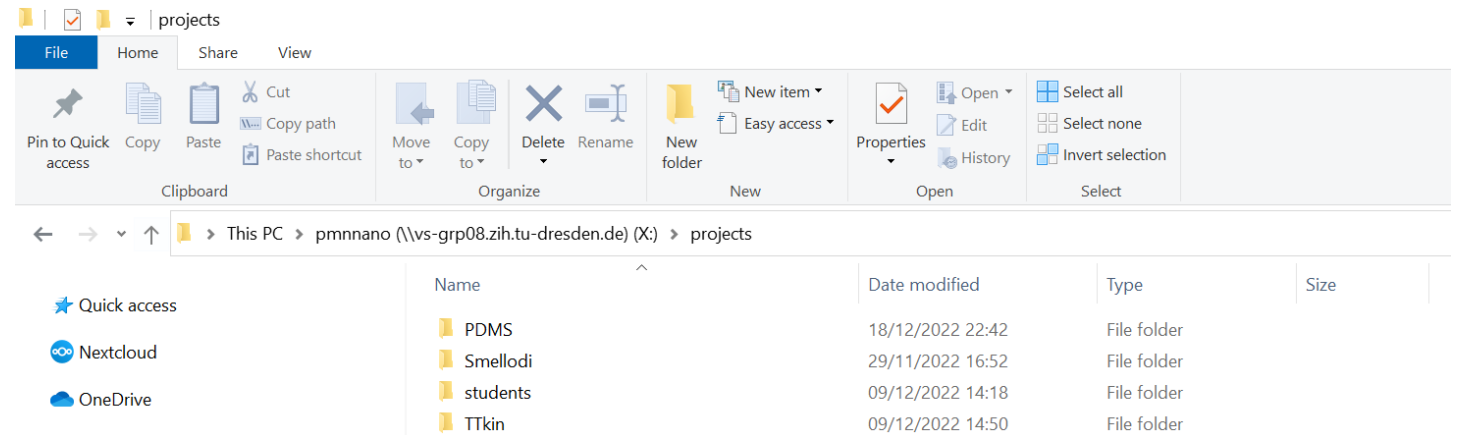 projects
File Home Share View
Pin to Quick access
Copy
Paste
Cut
W... Copy path
Paste shortcut
Clipboard
Move to
Copy to
Delete
Rename
Organize
New folder
New item
Easy access
New
Properties
Open
Edit
History
Open
Select all
Select none
Invert selection
Select
This PC > pmnnano (\\vs-grp08.zih.tu-dresden.de) (X:) > projects
Name Date modified Type Size
Quick access
Nextcloud
OneDrive
PDMS 18/12/2022 22:42 File folder
Smellodi 29/11/2022 16:52 File folder
students 09/12/2022 14:18 File folder
TTkin 09/12/2022 14:50 File folder